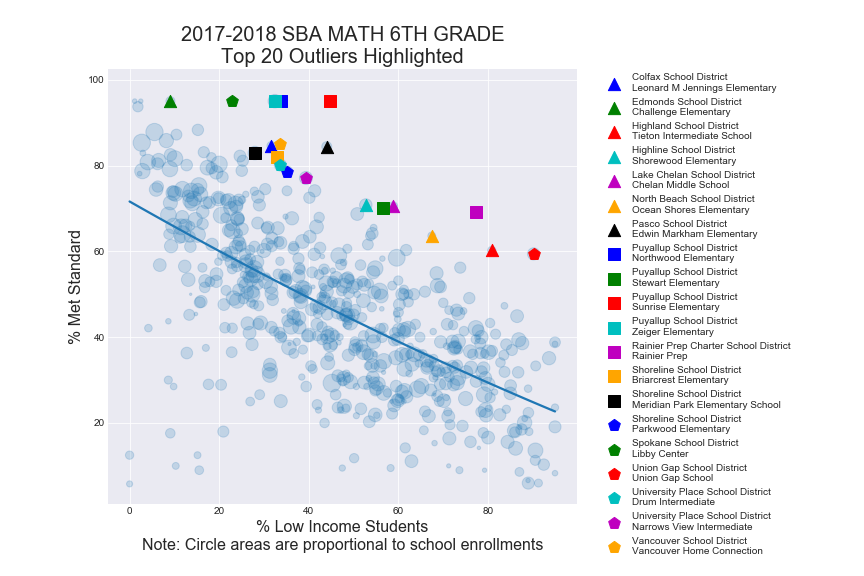 2017-2018 SBA MATH 6TH GRADE
Top 20 Outliers Highlighted
100
80
60
40
20
% Met Standard
0
20
40
60
80
% Low Income Students
Note: Circle areas are proportional to school enrollments
Colfax School District
Leonard M Jennings Elementary
Edmonds School District
Challenge Elementary
Highland School District
Tieton Intermediate School
Highline School District
Shorewood Elementary
Lake Chelan School District
Chelan Middle School
North Beach School District
Ocean Shores Elementary
Pasco School District
Edwin Markham Elementary
Puyallup School District
Northwood Elementary
Puyallup School District
Stewart Elementary
Puyallup School District
Sunrise Elementary
Puyallup School District
Zeiger Elementary
Rainier Prep Charter School District
Rainier Prep
Shoreline School District
Briarcrest Elementary
Shoreline School District
Meridian Park Elementary School
Shoreline School District
Parkwood Elementary
Spokane School District
Libby Center
Union Gap School District
Union Gap School
University Place School District
Drum Intermediate
University Place School District
Narrows View Intermediate
Vancouver School District
Vancouver Home Connection